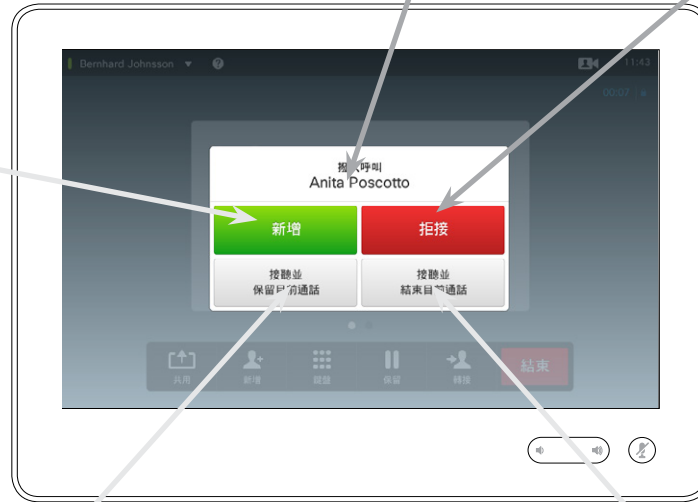 Bernhard Johnsson
11:43
00:07
Anita Poscotto
新增
拒接
接聽並
保留目前通話
接聽並
結束目前通話
共用
新增
鍵盤
保留
轉接
結束